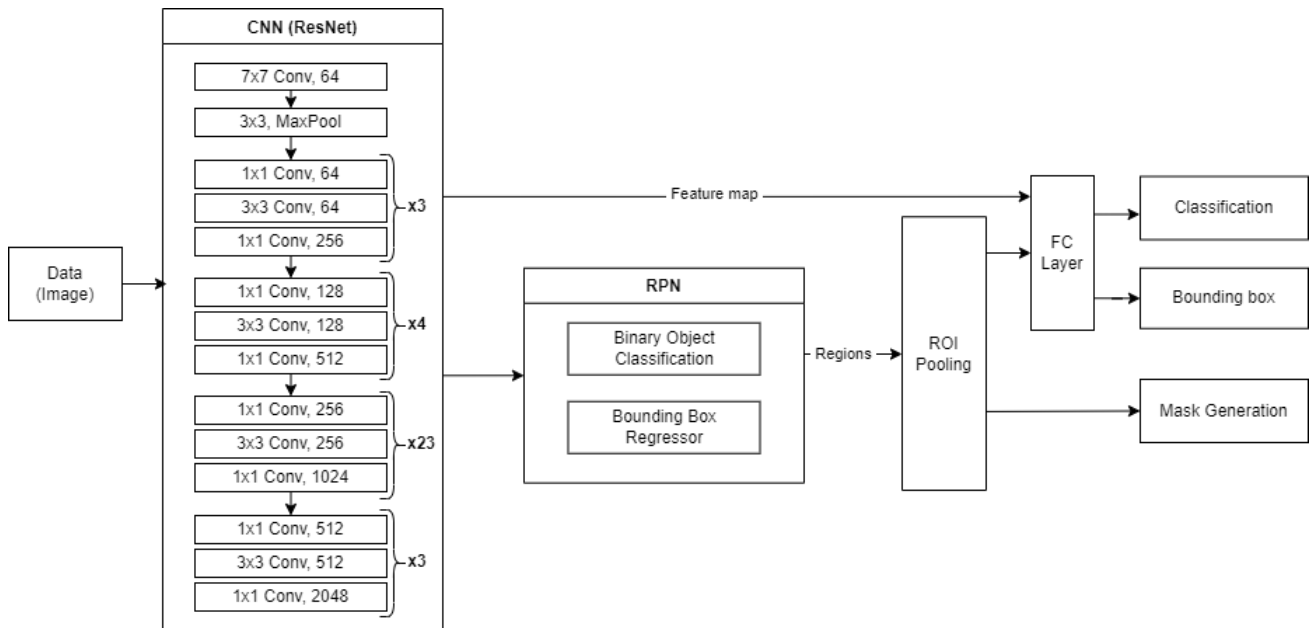 CNN (ResNet)
7x7 Conv, 64
3x3, MaxPool
1x1 Conv, 64
3x3 Conv, 64
1x1 Conv, 256
x3
1x1 Conv, 128
3x3 Conv, 128
1x1 Conv, 512
x4
1x1 Conv, 256
3x3 Conv, 256
1x1 Conv, 1024
x23
1x1 Conv, 512
3x3 Conv, 512
1x1 Conv, 2048
x3
Data
(Image)
Feature map
RPN
Binary Object
Classification
Bounding Box
Regressor
Regions
ROI
Pooling
FC
Layer
Classification
Bounding box
Mask Generation